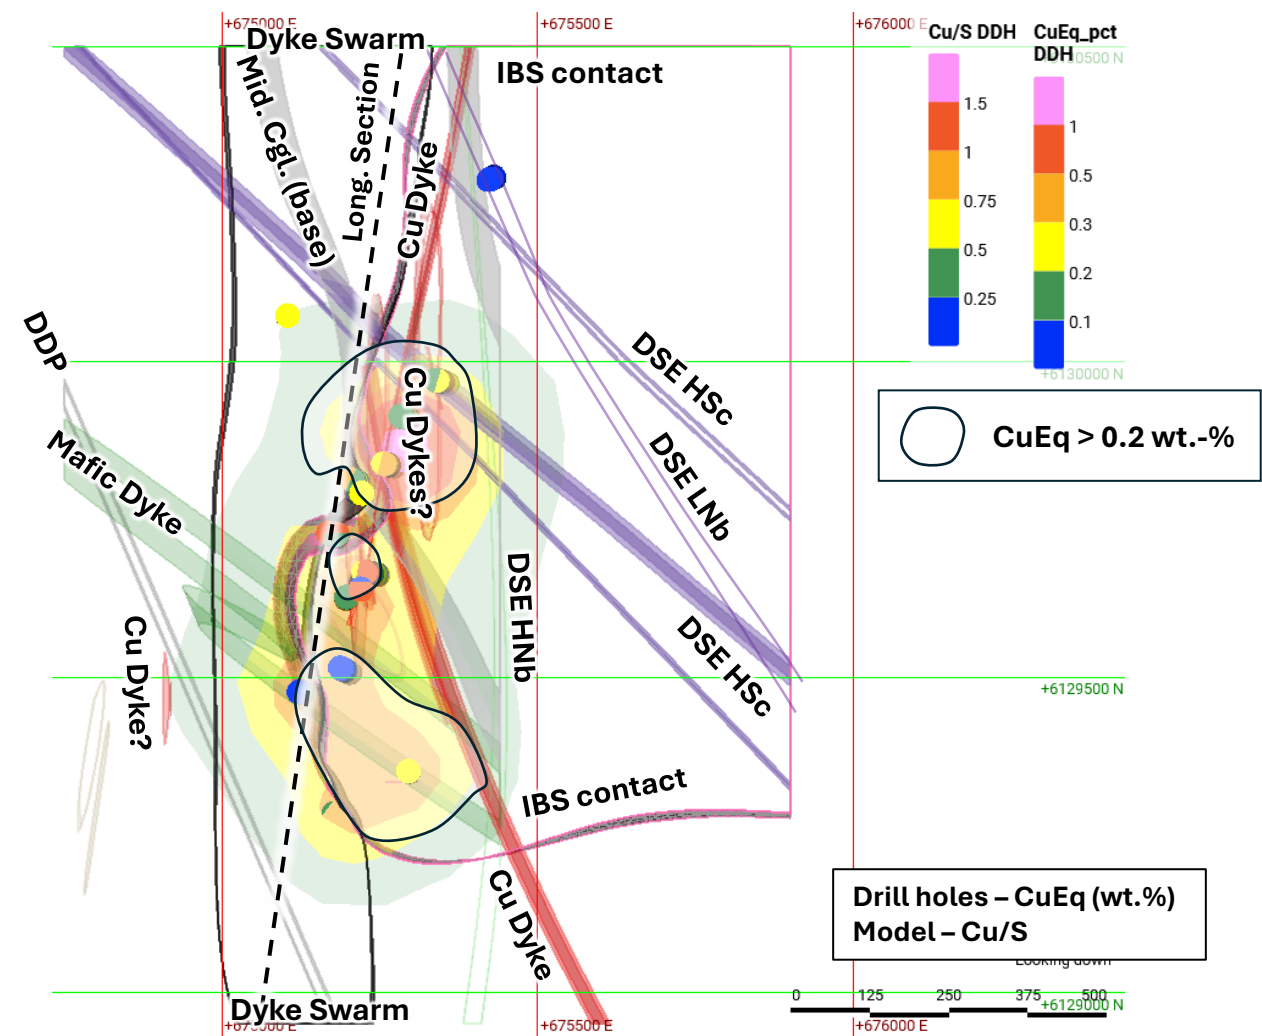 +675000 E
+675500 E
+676000 E
Dyke Swarm
IBS contact
Cu/S DDH
CuEq_pct
DDH
+6130500 N
1.5
1
0.75
0.5
0.25
1
0.5
0.3
0.2
0.1
Mid. Cgl. (base)
Long. Section
Cu Dyke
DDP
DSE HSc
+6130000 N
Cu Dykes?
CuEq > 0.2 wt.-%
Mafic Dyke
DSE LNb
DSE HNb
Cu Dyke?
DSE HSc
+6129500 N
IBS contact
Cu Dyke
Drill holes – CuEq (wt.%)
Model – Cu/S
Looking down
0
125
250
375
500
+6129000 N
Dyke Swarm
+675000 E
+675500 E
+676000 E